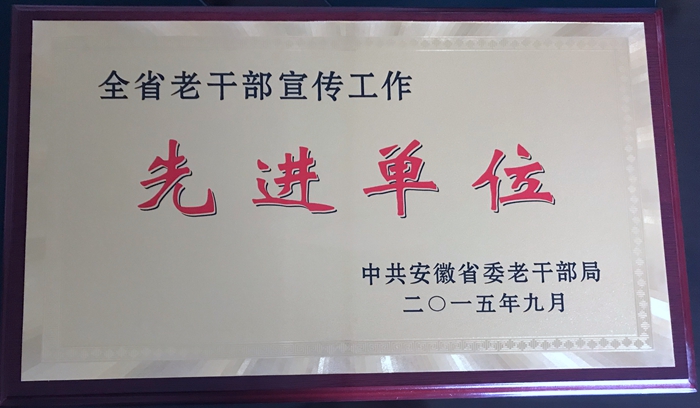 全省老干部宣传工作
先进单位
中共安徽省委老干部局
二〇一五年九月